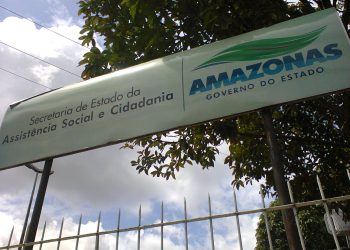 Secretaria de Estado da
Assistência Social e Cidadania
AMAZONAS
GOVERNO DO ESTADO